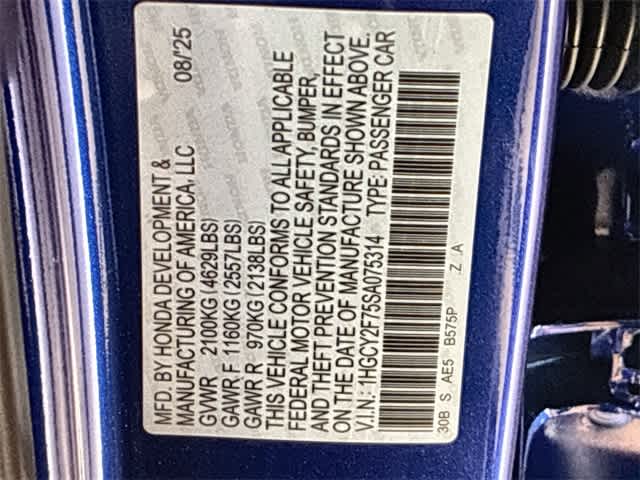 MFD. BY HONDA DEVELOPMENT & 08/25
MANUFACTURING OF AMERICA, LLC
GVWR 2100KG (4629LBS)
GAWR F 1160KG (2557LBS)
GAWR R 970KG (2138LBS)
THIS VEHICLE CONFORMS TO ALL APPLICABLE
FEDERAL MOTOR VEHICLE SAFETY, BUMPER,
AND THEFT PREVENTION STANDARDS IN EFFECT
ON THE DATE OF MANUFACTURE SHOWN ABOVE.
V.I.N.: 1HGCY2F75SA075314 TYPE: PASSENGER CAR
30B S AE5 B575P Z A